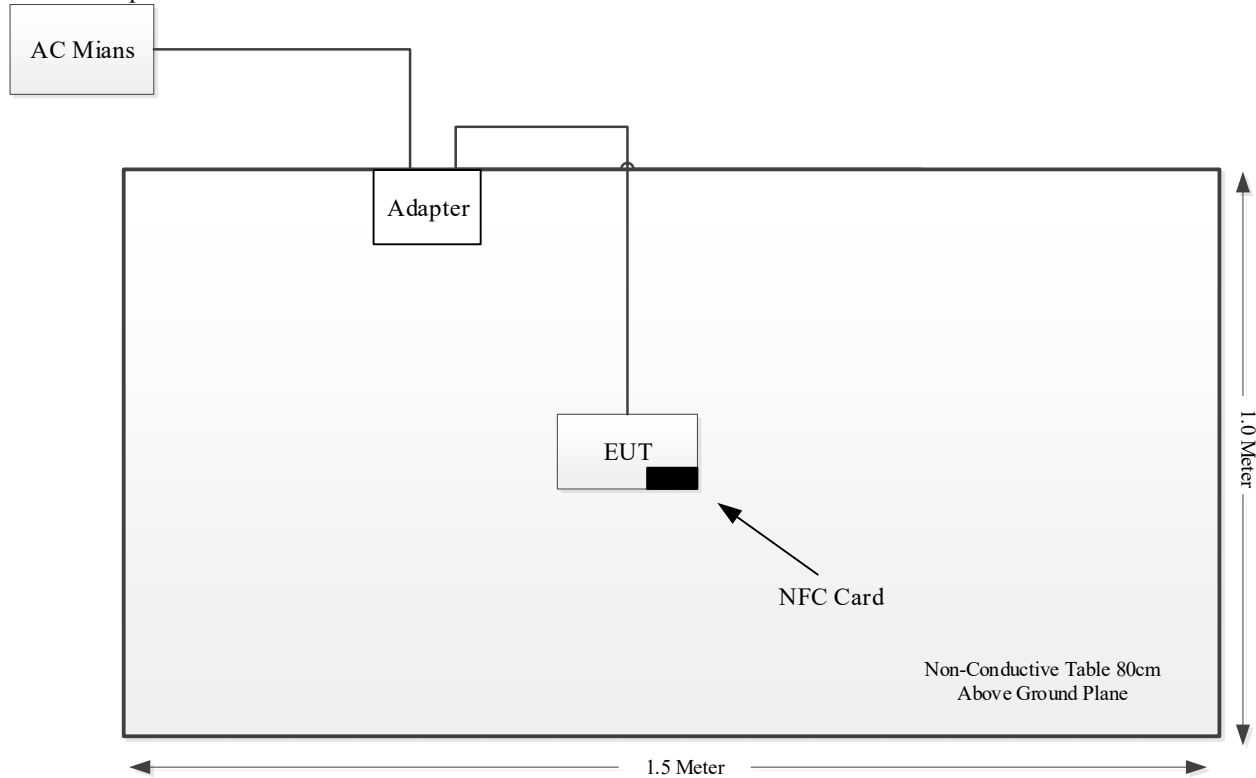 AC Mians
Adapter
EUT
NFC Card
1.0 Meter
Non-Conductive Table 80cm
Above Ground Plane
1.5 Meter